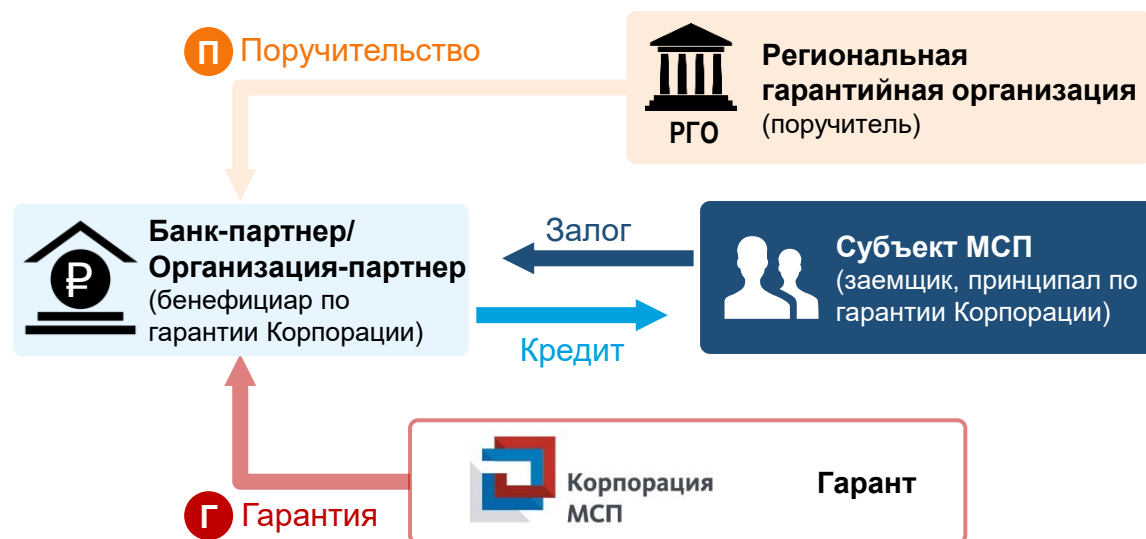 П Поручительство
Региональная
гарантийная организация
(поручитель)
РГО
Банк-партнер/
Организация-партнер
(бенефициар по
гарантии Корпорации)
₽
Залог
Кредит
Субъект МСП
(заемщик, принципал по
гарантии Корпорации)
Корпорация
МСП
Гарант
Г Гарантия